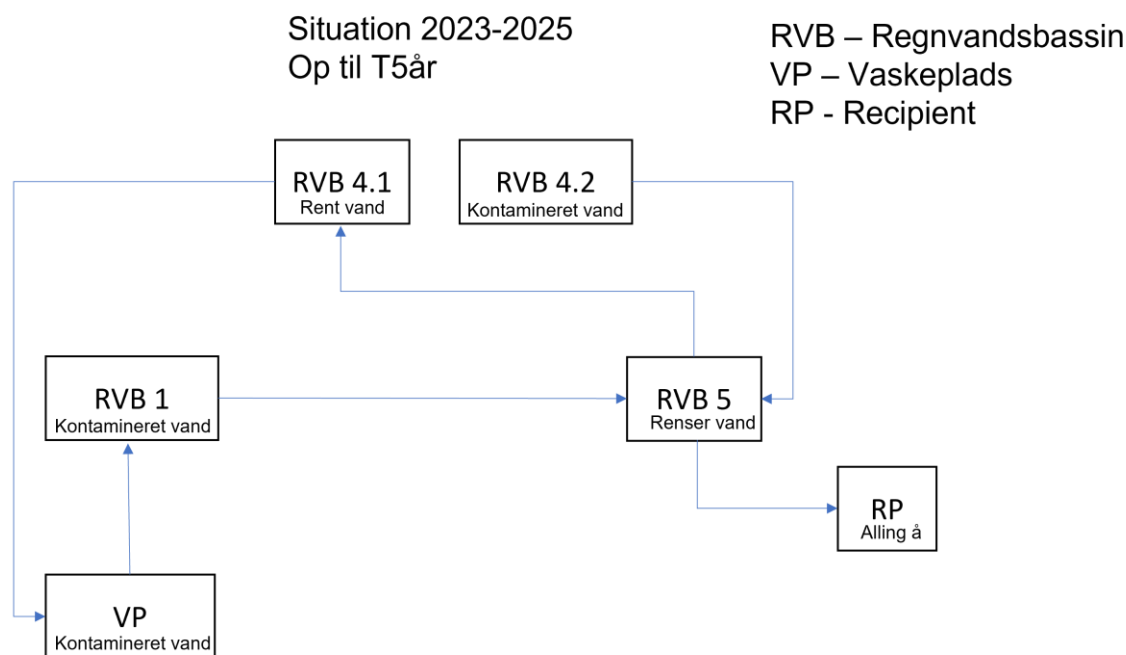 Situation 2023-2025
Op til T5år
RVB – Regnvandsbassin
VP – Vaskeplads
RP - Recipient
RVB 4.1
Rent vand
RVB 4.2
Kontamineret vand
RVB 1
Kontamineret vand
RVB 5
Renser vand
RP
Alling å
VP
Kontamineret vand